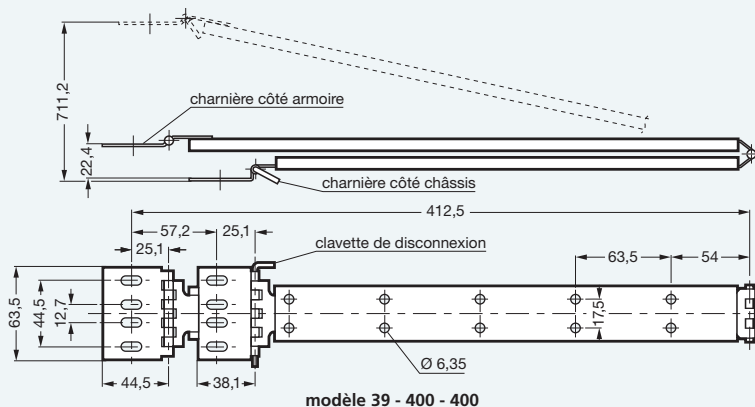 711,2
charnière côté armoire
22,4
charnière côté châssis
412,5
57,2
25,1
25,1
clavette de disconnexion
63,5
54
63,5
44,5
12,7
17,5
Ø 6,35
44,5
38,1
modèle 39 - 400 - 400